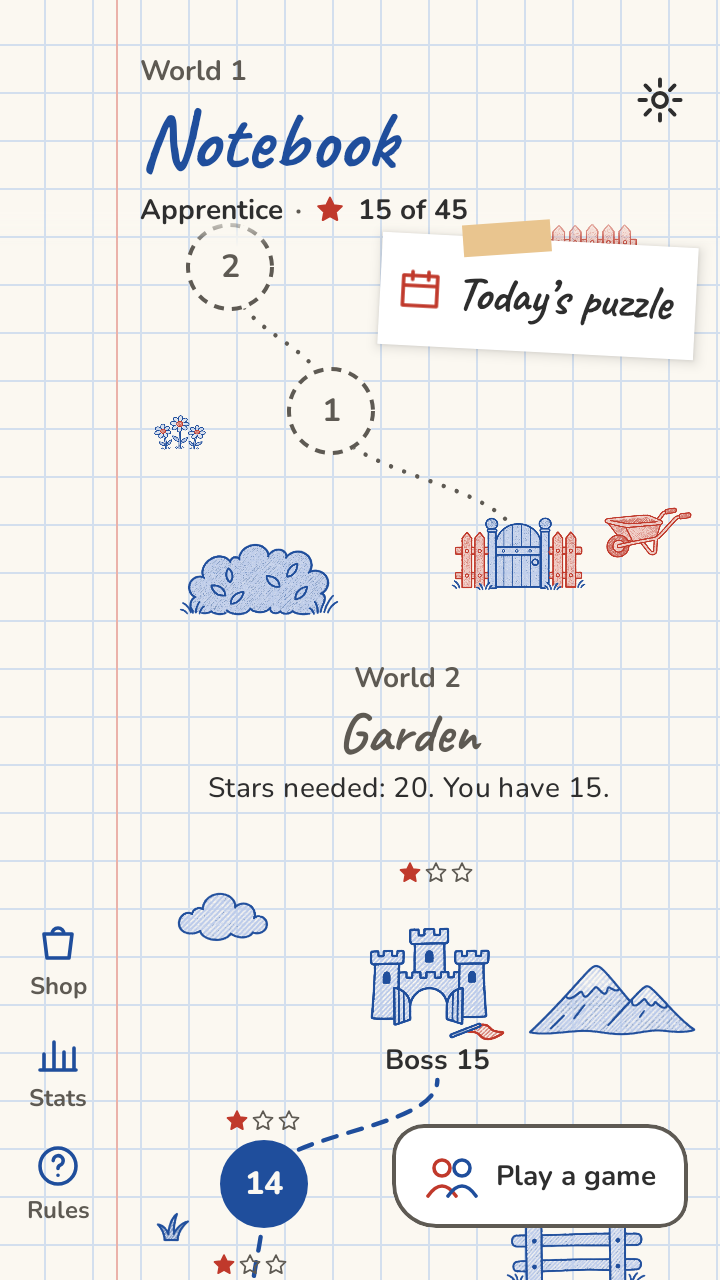 World 1
Notebook
Apprentice · 15 of 45
2
Today's puzzle
1
World 2
Garden
Stars needed: 20. You have 15.
Shop
Boss 15
Stats
14
Play a game
Rules